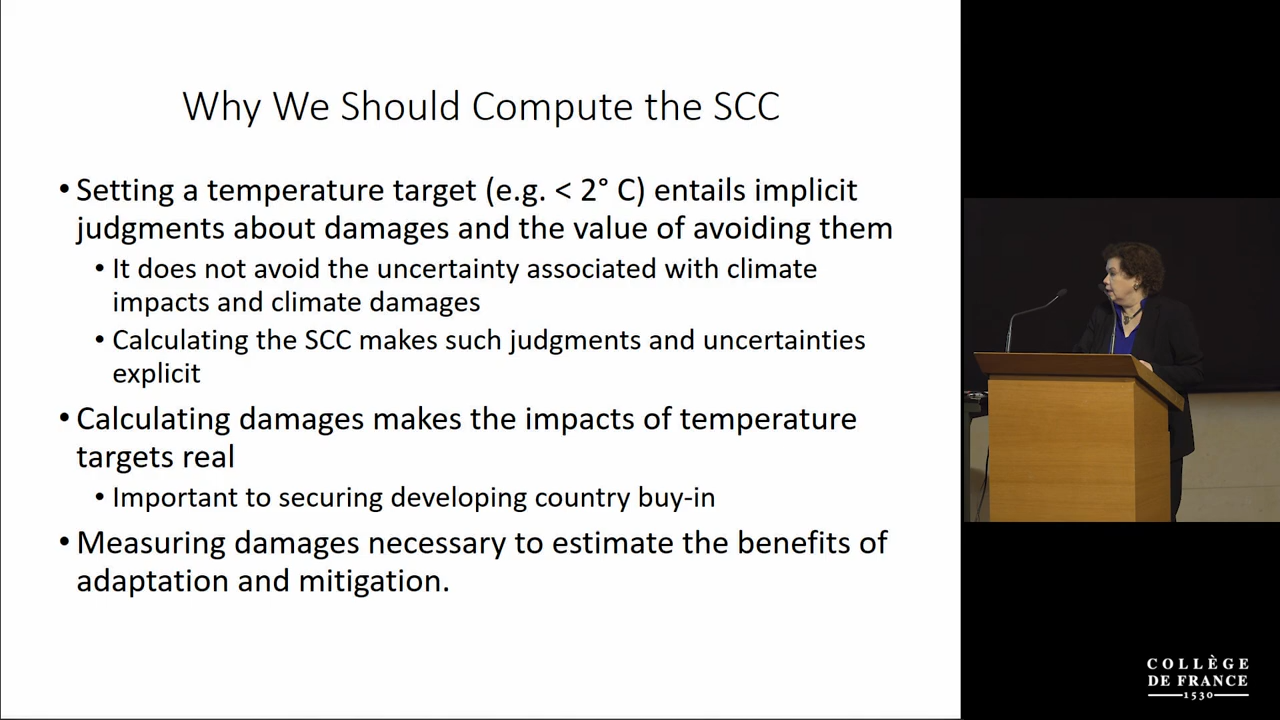 Why We Should Compute the SCC
• Setting a temperature target (e.g. < 2° C) entails implicit
judgments about damages and the value of avoiding them
• It does not avoid the uncertainty associated with climate
impacts and climate damages
• Calculating the SCC makes such judgments and uncertainties
explicit
• Calculating damages makes the impacts of temperature
targets real
• Important to securing developing country buy-in
• Measuring damages necessary to estimate the benefits of
adaptation and mitigation.
COLLÈGE
DE FRANCE
1530